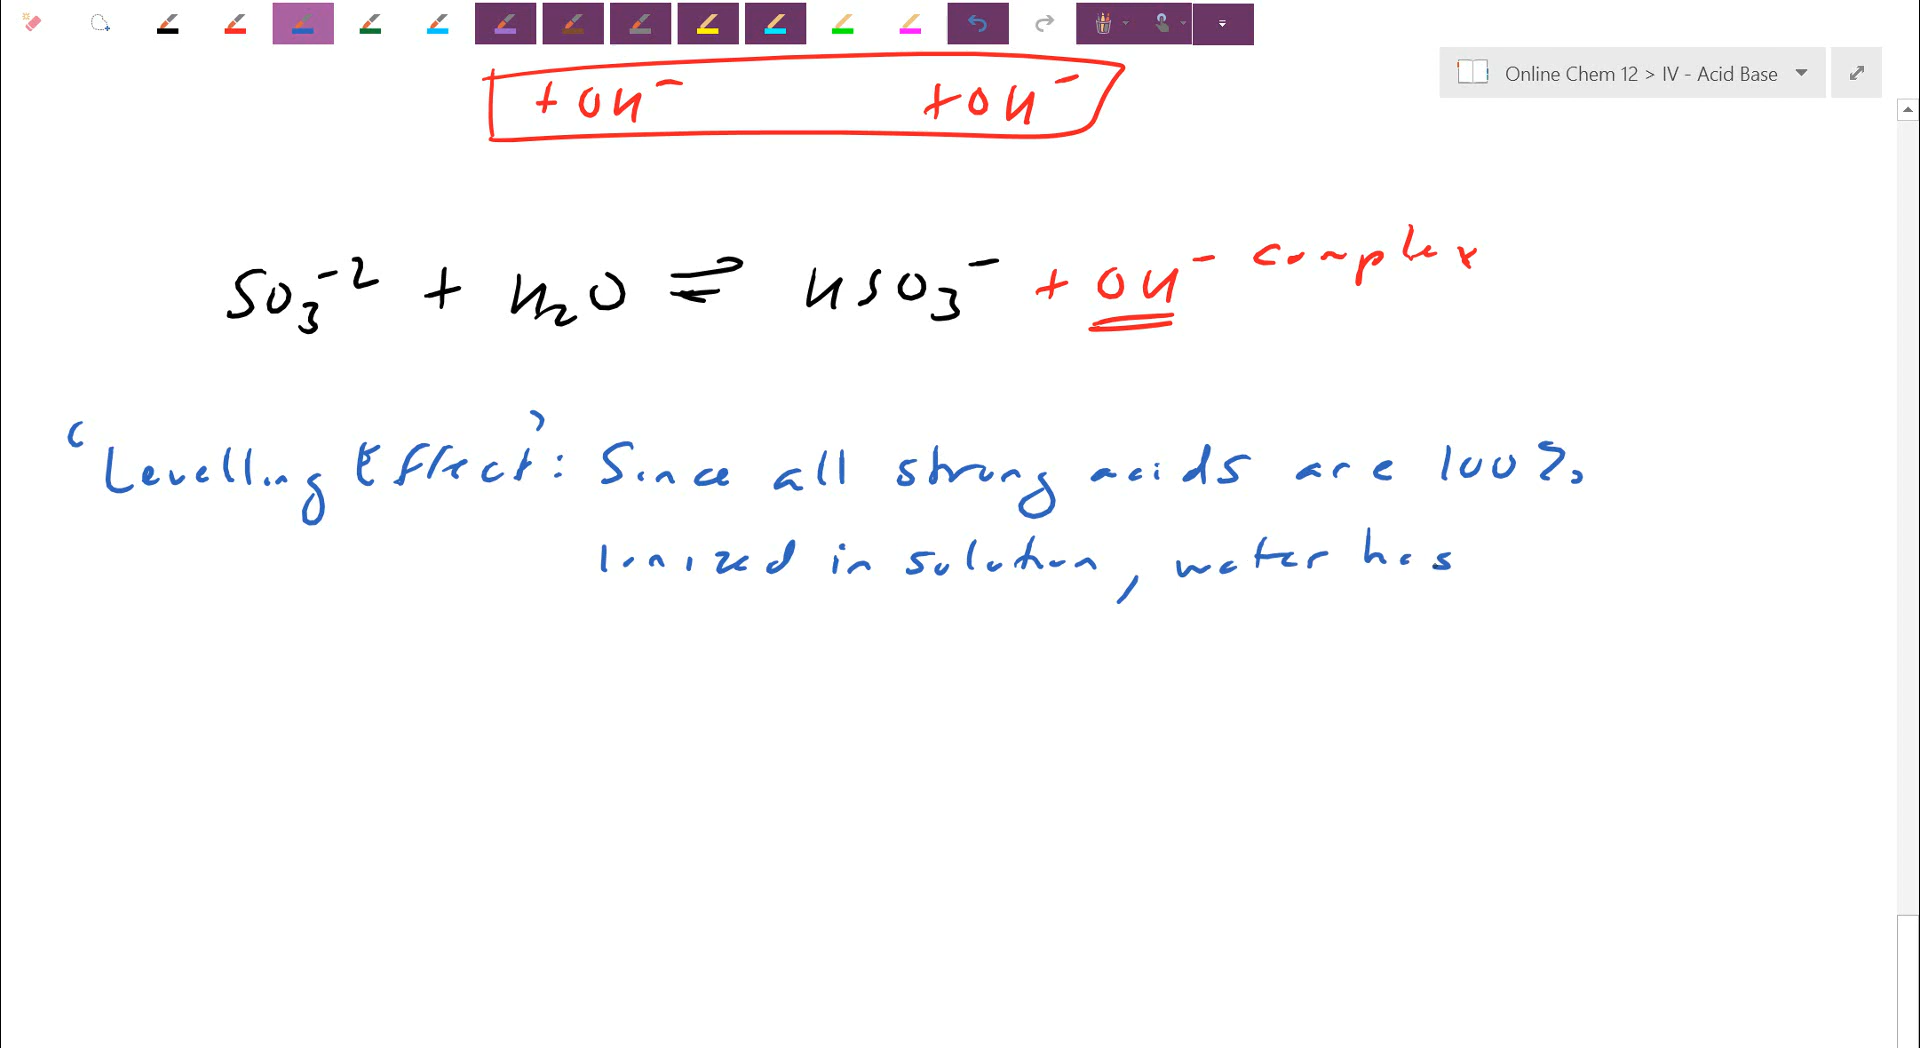 Online Chem 12 > IV - Acid Base
+ OH⁻ + OH⁻
SO₃⁻² + H₂O ⇌ HSO₃⁻ + OH⁻ complex
"Levelling Effect": Since all strong acids are 100%
Ionized in solution, water has